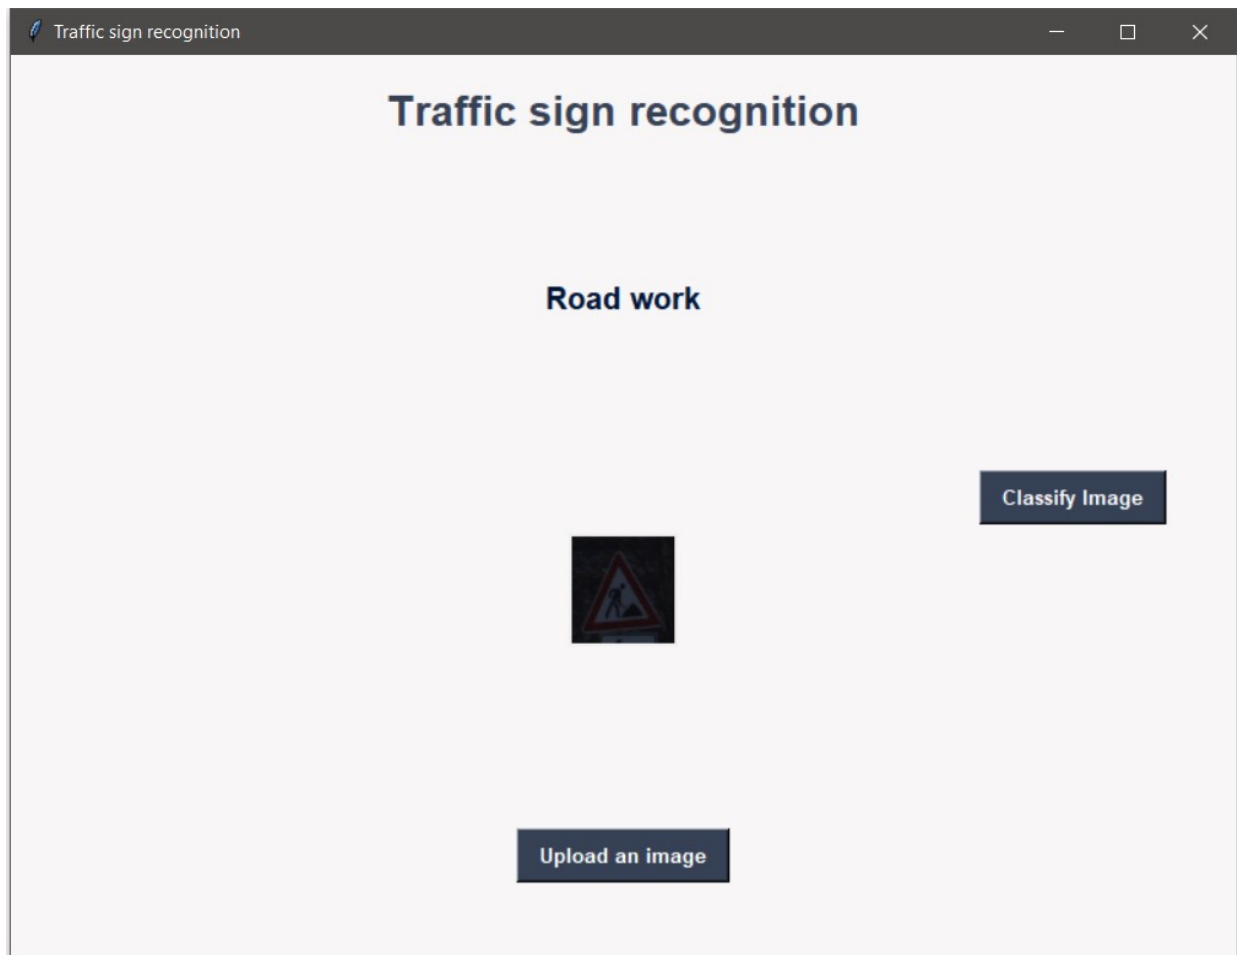 Traffic sign recognition
Traffic sign recognition
Road work
Classify Image
Upload an image